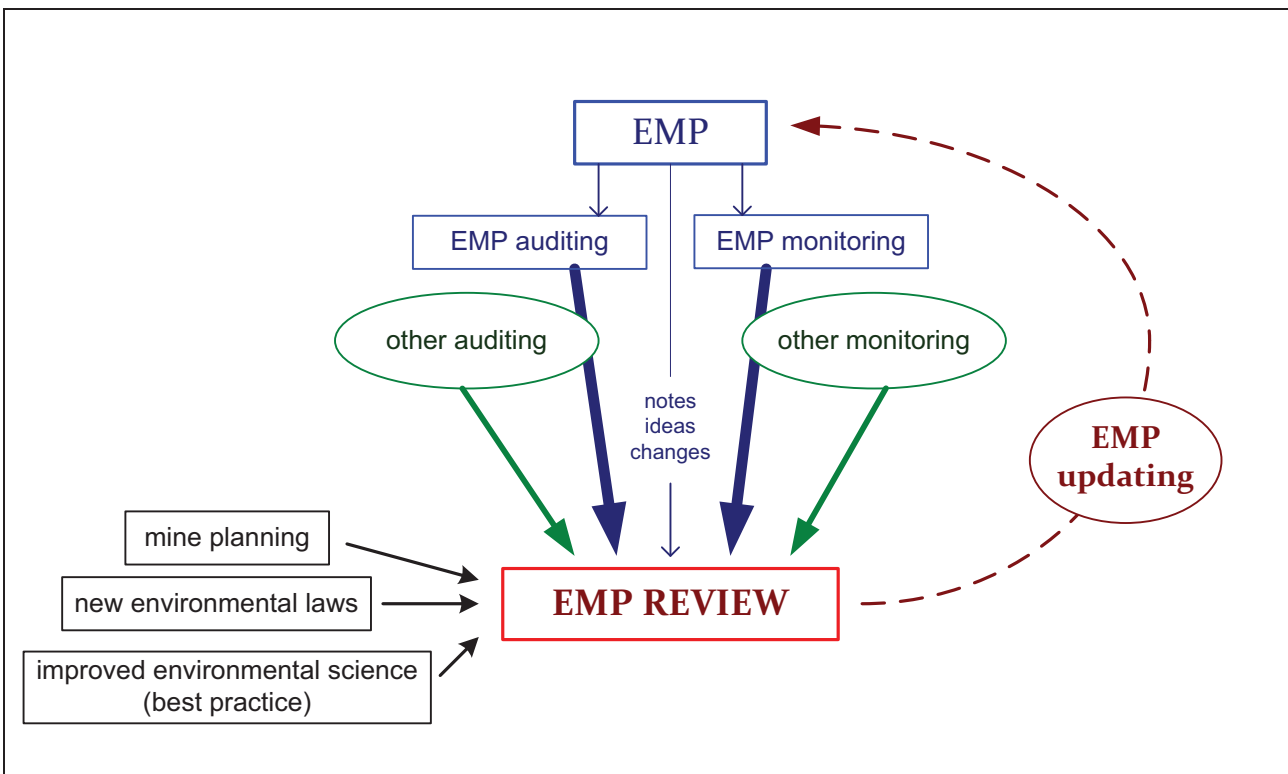 EMP
EMP auditing
EMP monitoring
other auditing
other monitoring
notes
ideas
changes
EMP
updating
mine planning
new environmental laws
improved environmental science
(best practice)
EMP REVIEW